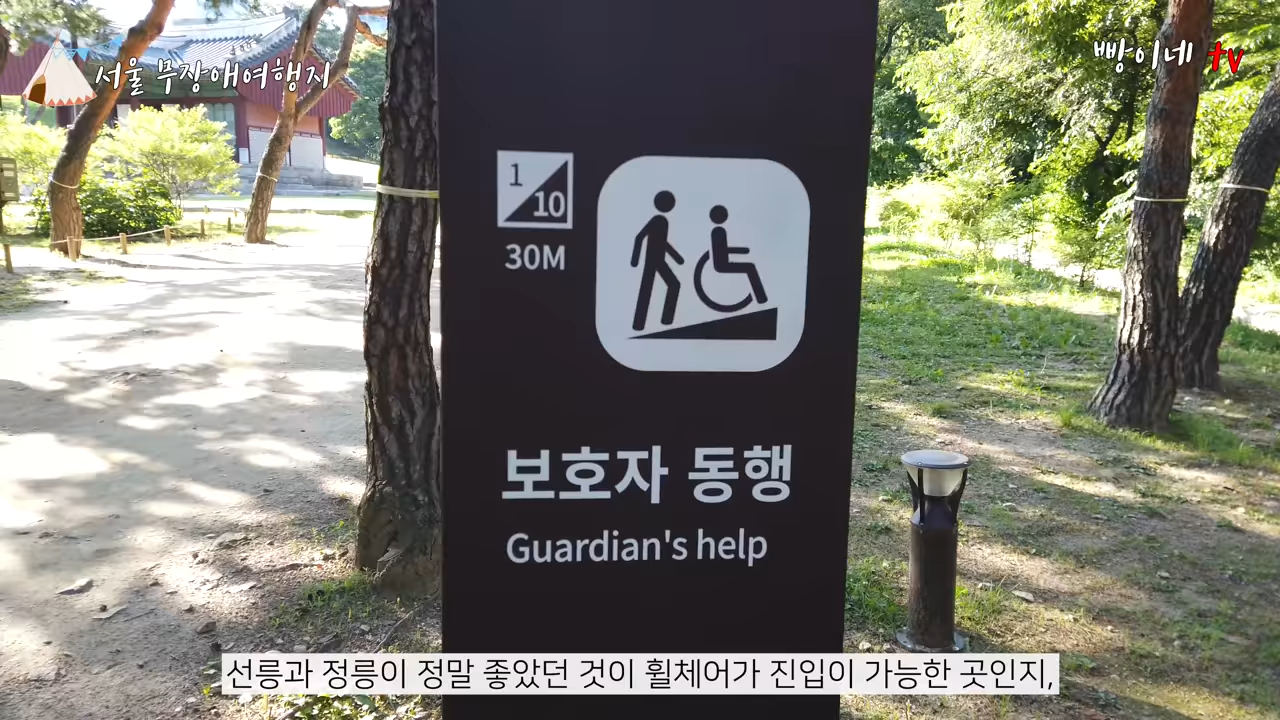 서울 무장애여행지
빵이네 tv
1
10
30M
보호자 동행
Guardian's help
선릉과 정릉이 정말 좋았던 것이 휠체어가 진입이 가능한 곳인지,